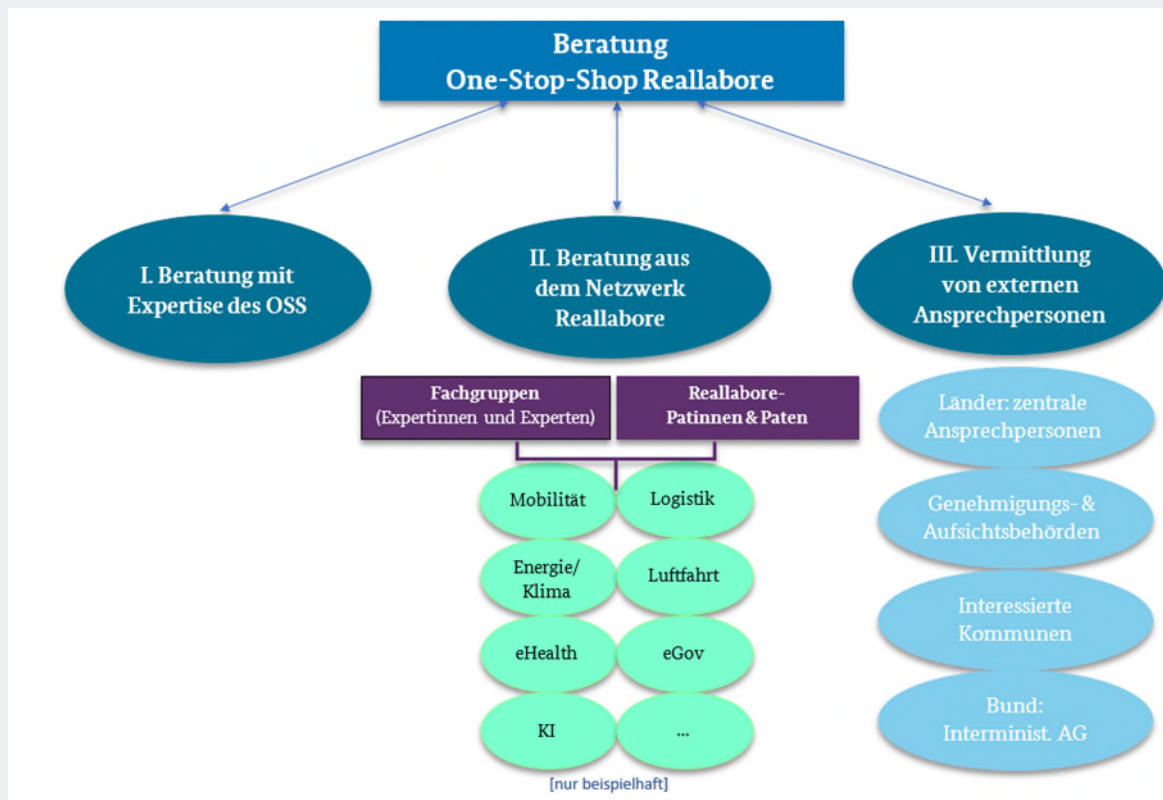 Beratung
One-Stop-Shop Reallabore
I. Beratung mit
Expertise des OSS
II. Beratung aus
dem Netzwerk
Reallabore
III. Vermittlung
von externen
Ansprechpersonen
Fachgruppen
(Expertinnen und Experten)
Reallabore-
Patinnen & Paten
Mobilität
Logistik
Energie/
Klima
Luftfahrt
eHealth
eGov
KI
...
[nur beispielhaft]
Länder: zentrale
Ansprechpersonen
Genehmigungs- &
Aufsichtsbehörden
Interessierte
Kommunen
Bund:
Interminist. AG